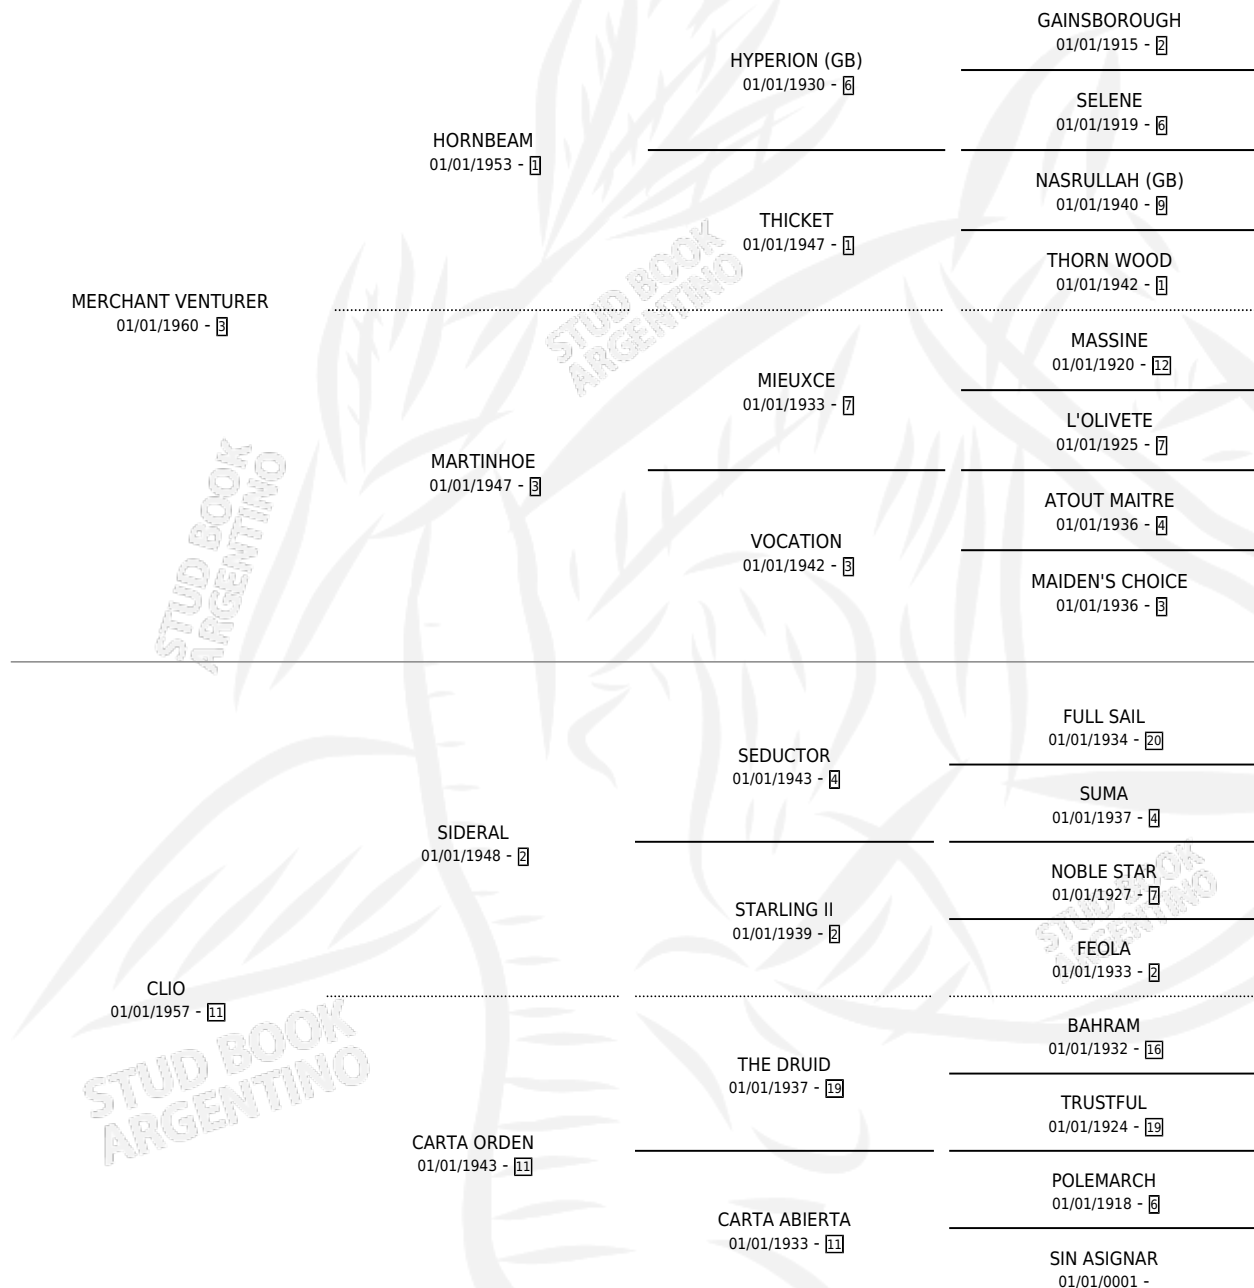 GAINSBOROUGH
01/01/1915 - 2
HYPERION (GB)
01/01/1930 - 6
SELENE
01/01/1919 - 6
HORNBEAM
01/01/1953 - 1
NASRULLAH (GB)
01/01/1940 - 9
THICKET
01/01/1947 - 1
THORN WOOD
01/01/1942 - 1
MERCHANT VENTURER
01/01/1960 - 3
MASSINE
01/01/1920 - 12
MIEUXCE
01/01/1933 - 7
L'OLIVETE
01/01/1925 - 7
MARTINHOE
01/01/1947 - 3
ATOUT MAITRE
01/01/1936 - 4
VOCATION
01/01/1942 - 3
MAIDEN'S CHOICE
01/01/1936 - 3
FULL SAIL
01/01/1934 - 20
SEDUCTOR
01/01/1943 - 4
SUMA
01/01/1937 - 4
SIDERAL
01/01/1948 - 2
NOBLE STAR
01/01/1927 - 7
STARLING II
01/01/1939 - 2
FEOLA
01/01/1933 - 2
CLIO
01/01/1957 - 11
BAHRAM
01/01/1932 - 16
THE DRUID
01/01/1937 - 19
TRUSTFUL
01/01/1924 - 19
CARTA ORDEN
01/01/1943 - 11
POLEMARCH
01/01/1918 - 6
CARTA ABIERTA
01/01/1933 - 11
SIN ASIGNAR
01/01/0001 -
STUD BOOK
ARGENTINO
STUD BOOK
ARGENTINO
STUD BOOK
ARGENTINO
STUD BOOK
ARGENTINO